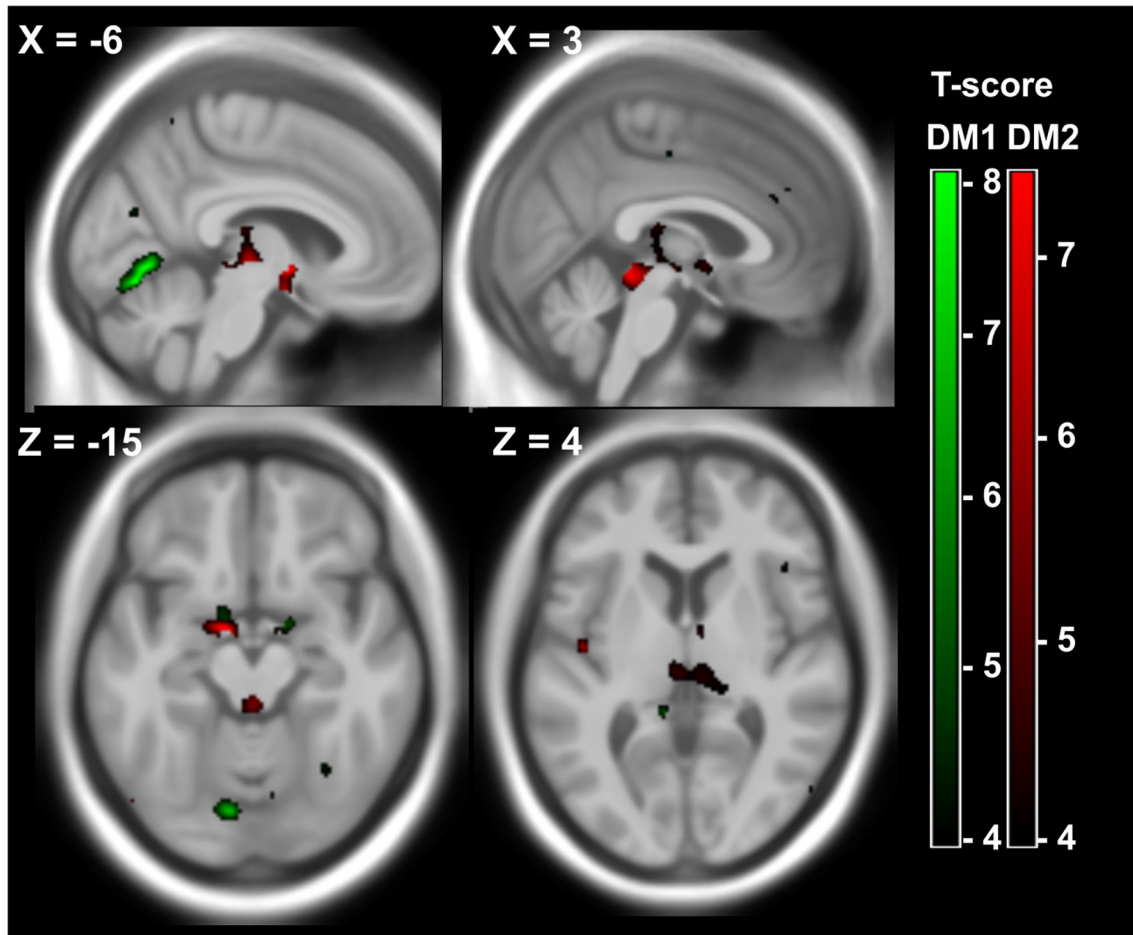 X = -6
X = 3
T-score
DM1 DM2
- 8
- 7
- 6
- 5
- 4
- 7
- 6
- 5
- 4
Z = -15
Z = 4